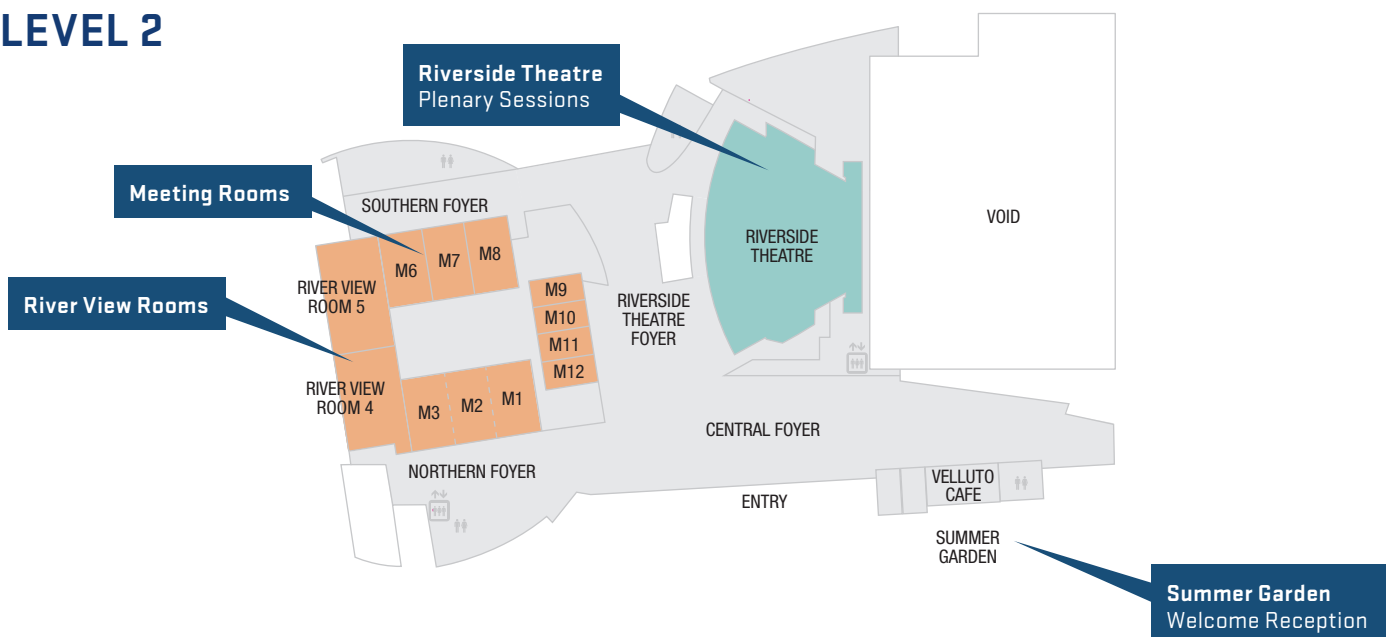 LEVEL 2
Riverside Theatre
Plenary Sessions
Meeting Rooms
SOUTHERN FOYER
VOID
RIVERSIDE
THEATRE
M6
M7
M8
River View Rooms
RIVER VIEW
ROOM 5
M9
M10
M11
M12
RIVERSIDE
THEATRE
FOYER
RIVER VIEW
ROOM 4
M3
M2
M1
CENTRAL FOYER
NORTHERN FOYER
VELLUTO
CAFE
ENTRY
SUMMER
GARDEN
Summer Garden
Welcome Reception